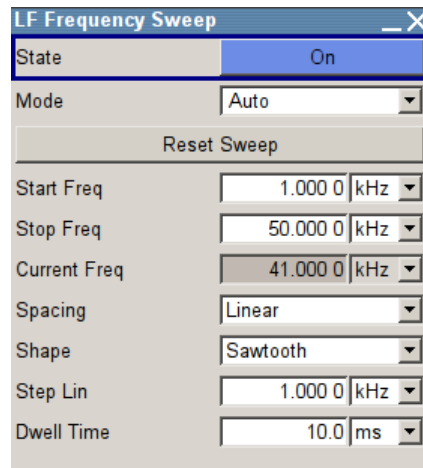 LF Frequency Sweep
State On
Mode Auto
Reset Sweep
Start Freq 1.000 0 kHz
Stop Freq 50.000 0 kHz
Current Freq 41.000 0 kHz
Spacing Linear
Shape Sawtooth
Step Lin 1.000 0 kHz
Dwell Time 10.0 ms